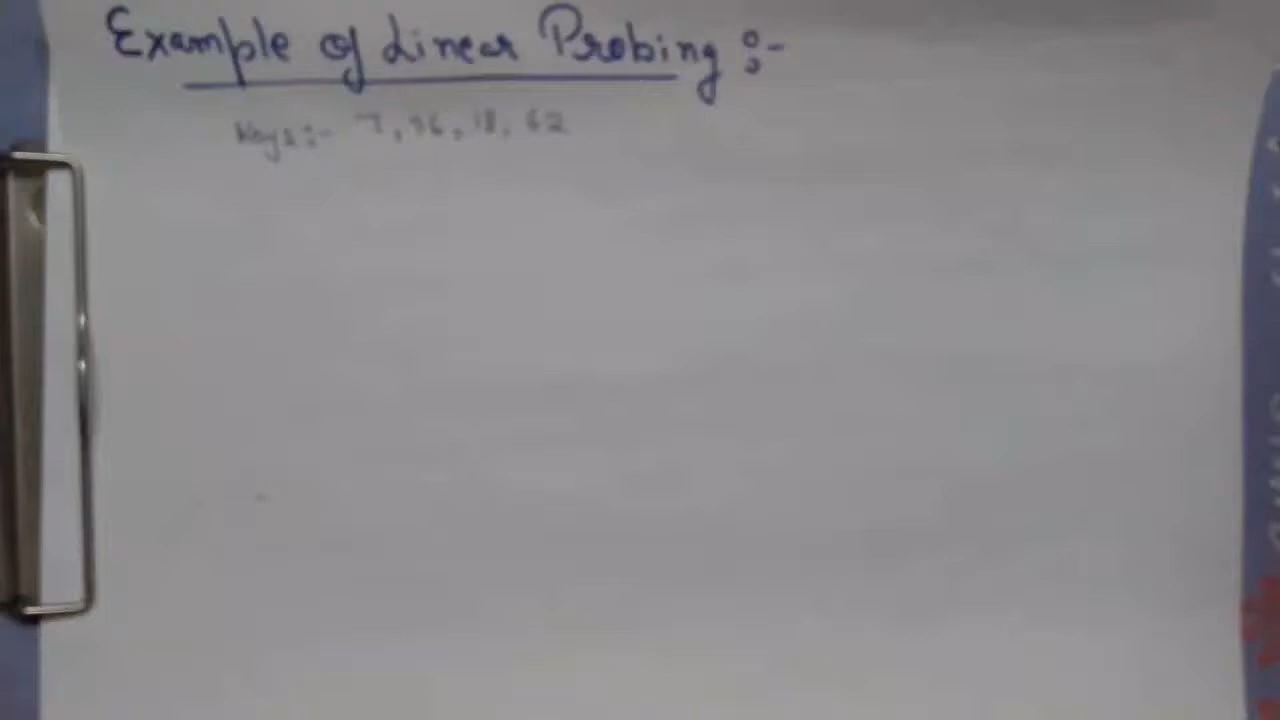 Example of Linear Probing :-
Keys :- 7, 36, 18, 62